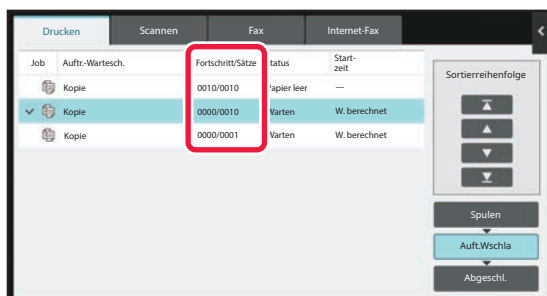 Drucken Scannen Fax Internet-Fax
Job Auftr.-Wartesch. Fortschritt/Sätze tatus Start-
zeit
Kopie 0010/0010 Papier leer ---
Kopie 0000/0010 Warten W. berechnet
Kopie 0000/0001 Warten W. berechnet
Sortierreihenfolge
Spulen
Auft.Wschla
Abgeschl.